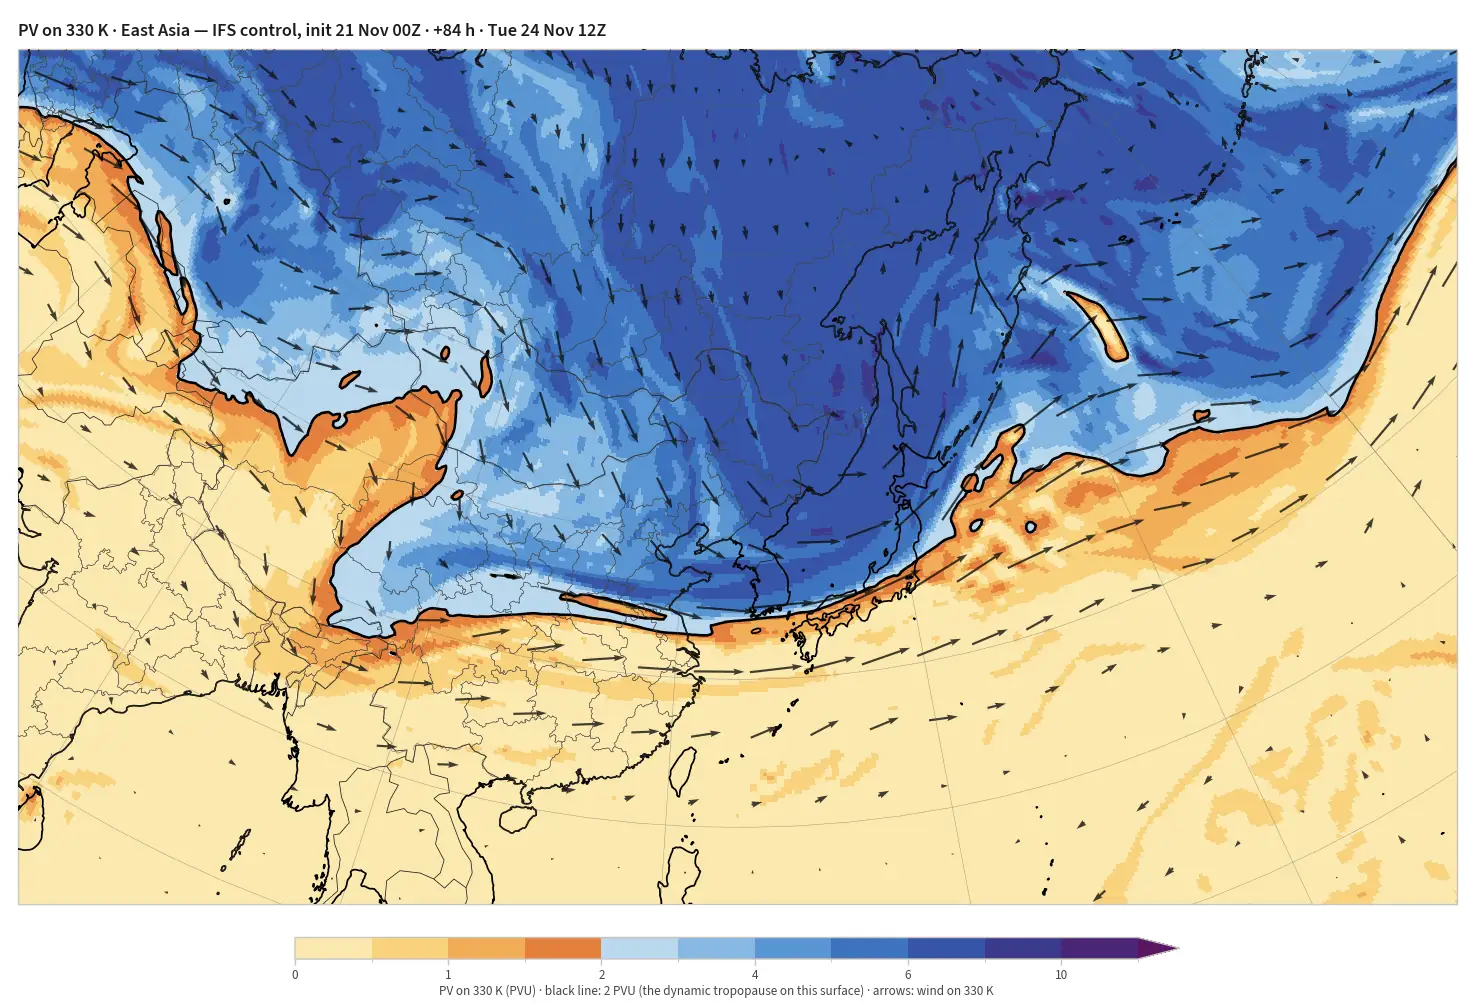 PV on 330 K · East Asia — IFS control, init 21 Nov 00Z · +84 h · Tue 24 Nov 12Z
0 1 2 4 6 10
PV on 330 K (PVU) · black line: 2 PVU (the dynamic tropopause on this surface) · arrows: wind on 330 K